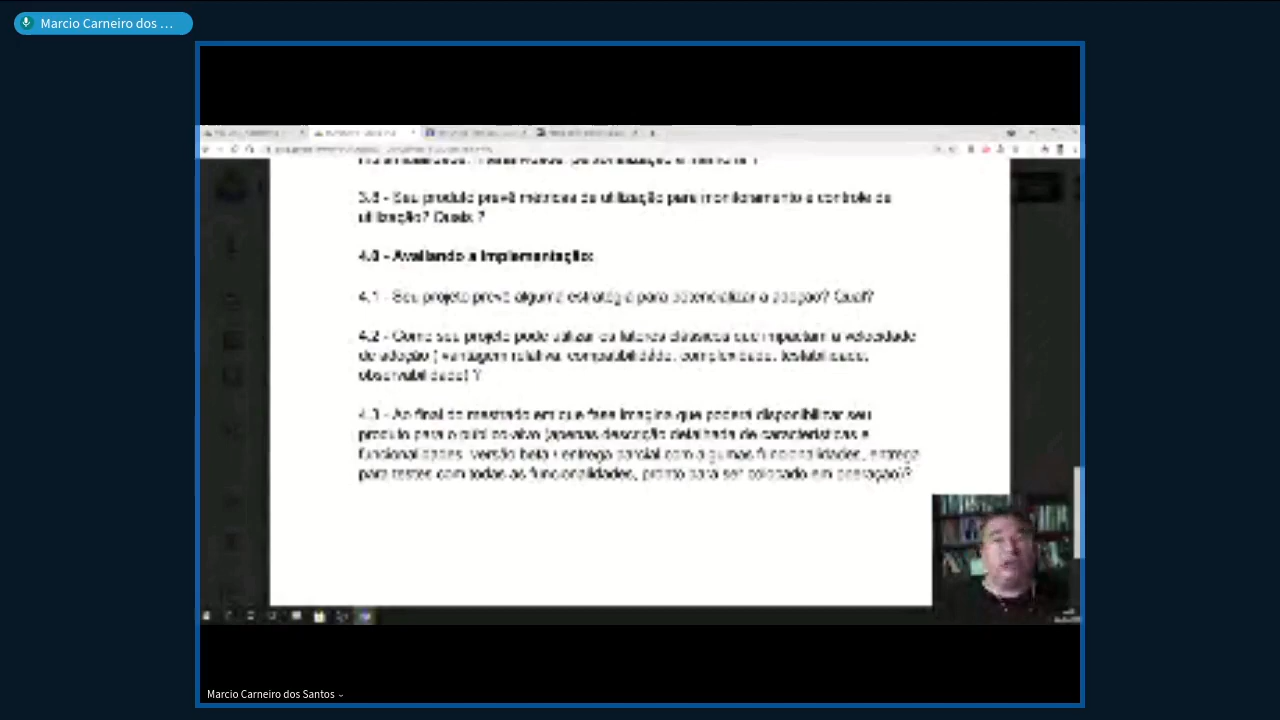 Marcio Carneiro dos ...
3.8 - Seu produto prevê métricas de utilização para monitoramento e controle de
utilização? Quais ?
4.0 - Avaliando a Implementação:
4.1 - Seu projeto prevê alguma estratégia para potencializar a adoção? Qual?
4.2 - Como seu projeto pode utilizar os fatores clássicos que impactam a velocidade
de adoção ( vantagem relativa, compatibilidade, complexidade, testabilidade,
observabilidade) ?
4.3 - Ao final do mestrado em que fase imagina que poderá disponibilizar seu
produto para o público-alvo (apenas descrição detalhada de características e
funcionalidades, versão beta / entrega parcial com algumas funcionalidades, entrega
para testes com todas as funcionalidades, pronto para ser colocado em operação)?
Marcio Carneiro dos Santos